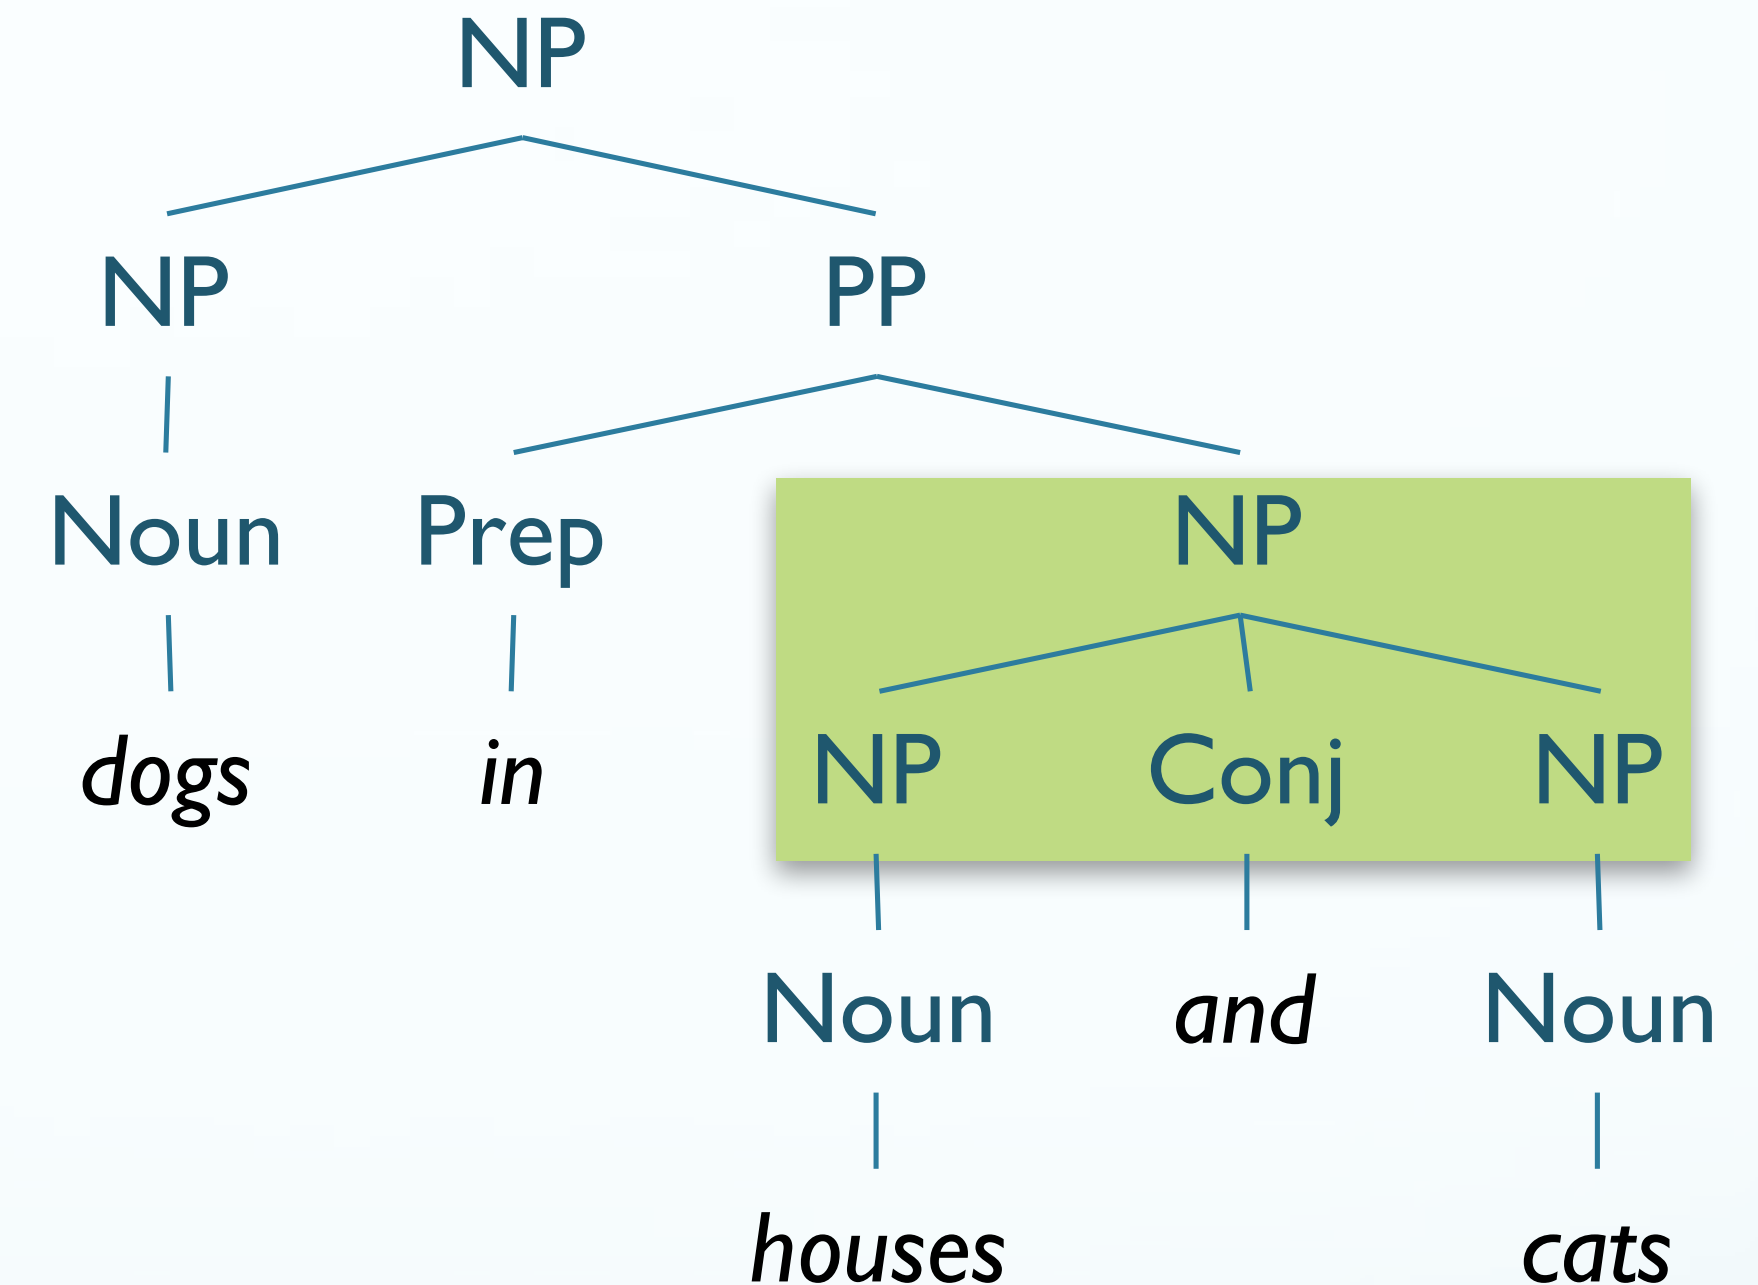 NP
NP PP
Noun Prep NP
dogs in NP Conj NP
Noun and Noun
houses cats